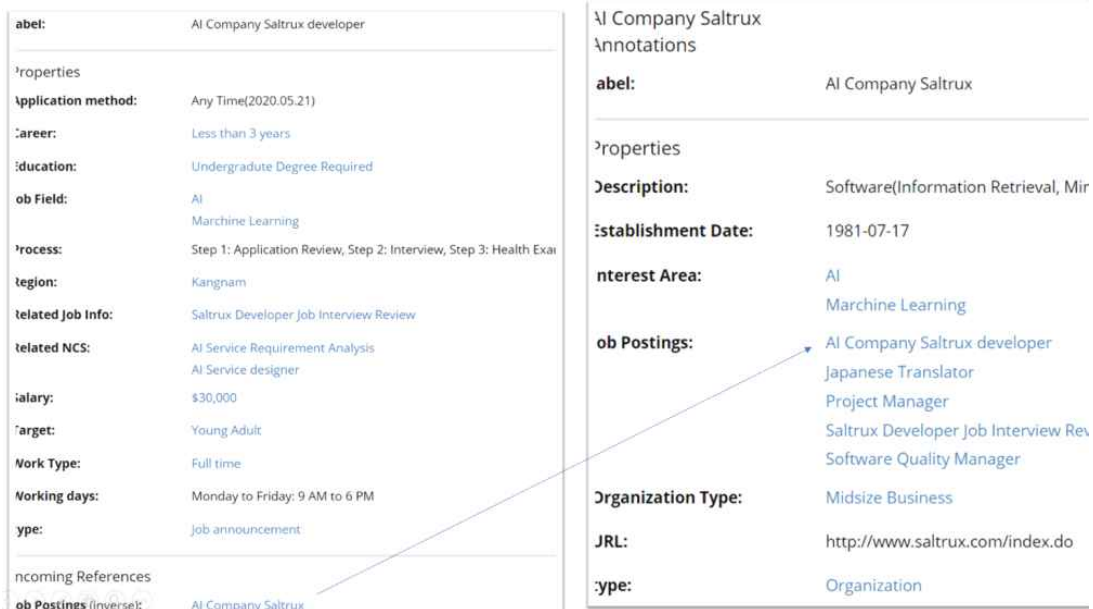 abel: AI Company Saltrux developer
Properties
Application method: Any Time(2020.05.21)
Career: Less than 3 years
Education: Undergradute Degree Required
ob Field: AI
Marchine Learning
Process: Step 1: Application Review, Step 2: Interview, Step 3: Health Exa
Region: Kangnam
Related Job Info: Saltrux Developer Job Interview Review
Related NCS: AI Service Requirement Analysis
AI Service designer
Salary: $30,000
Target: Young Adult
Work Type: Full time
Working days: Monday to Friday: 9 AM to 6 PM
ype: Job announcement
ncoming References
ob Postings (inverse): AI Company Saltrux
AI Company Saltrux
Annotations
abel: AI Company Saltrux
Properties
Description: Software(Information Retrieval, Mi
Establishment Date: 1981-07-17
nterest Area: AI
Marchine Learning
ob Postings: AI Company Saltrux developer
Japanese Translator
Project Manager
Saltrux Developer Job Interview Rev
Software Quality Manager
Organization Type: Midsize Business
URL: http://www.saltrux.com/index.do
type: Organization